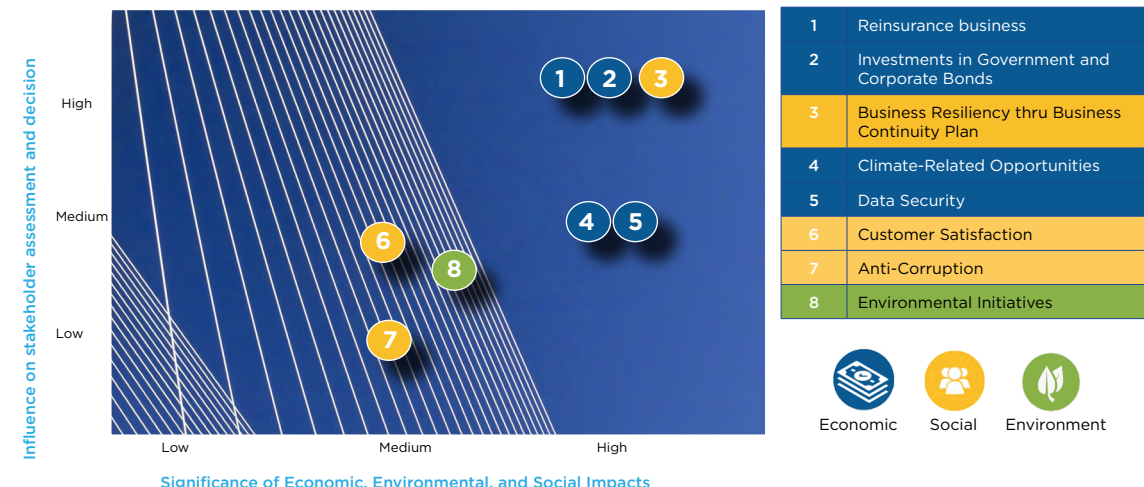 Influence on stakeholder assessment and decision
High
Medium
Low
1
2
3
4
5
6
8
7
Low
Medium
High
Significance of Economic, Environmental, and Social Impacts
1 Reinsurance business
2 Investments in Government and
Corporate Bonds
3 Business Resiliency thru Business
Continuity Plan
4 Climate-Related Opportunities
5 Data Security
6 Customer Satisfaction
7 Anti-Corruption
8 Environmental Initiatives
Economic
Social
Environment